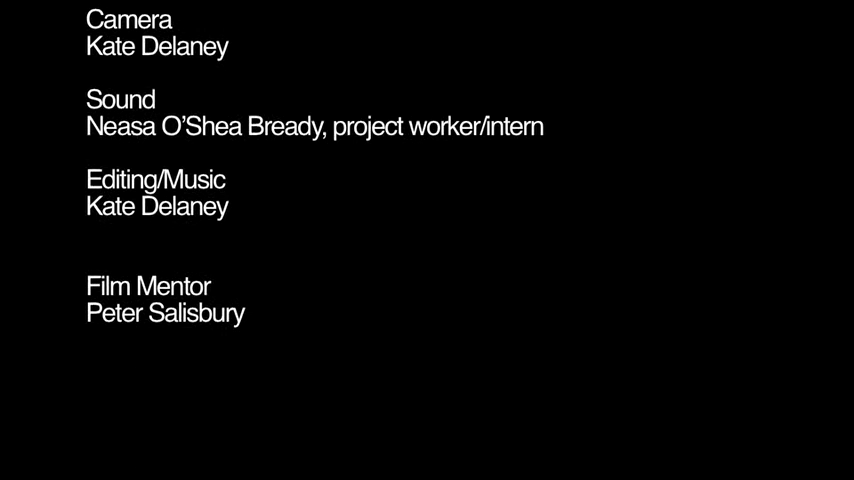 Camera
Kate Delaney
Sound
Neasa O’Shea Bready, project worker/intern
Editing/Music
Kate Delaney
Film Mentor
Peter Salisbury